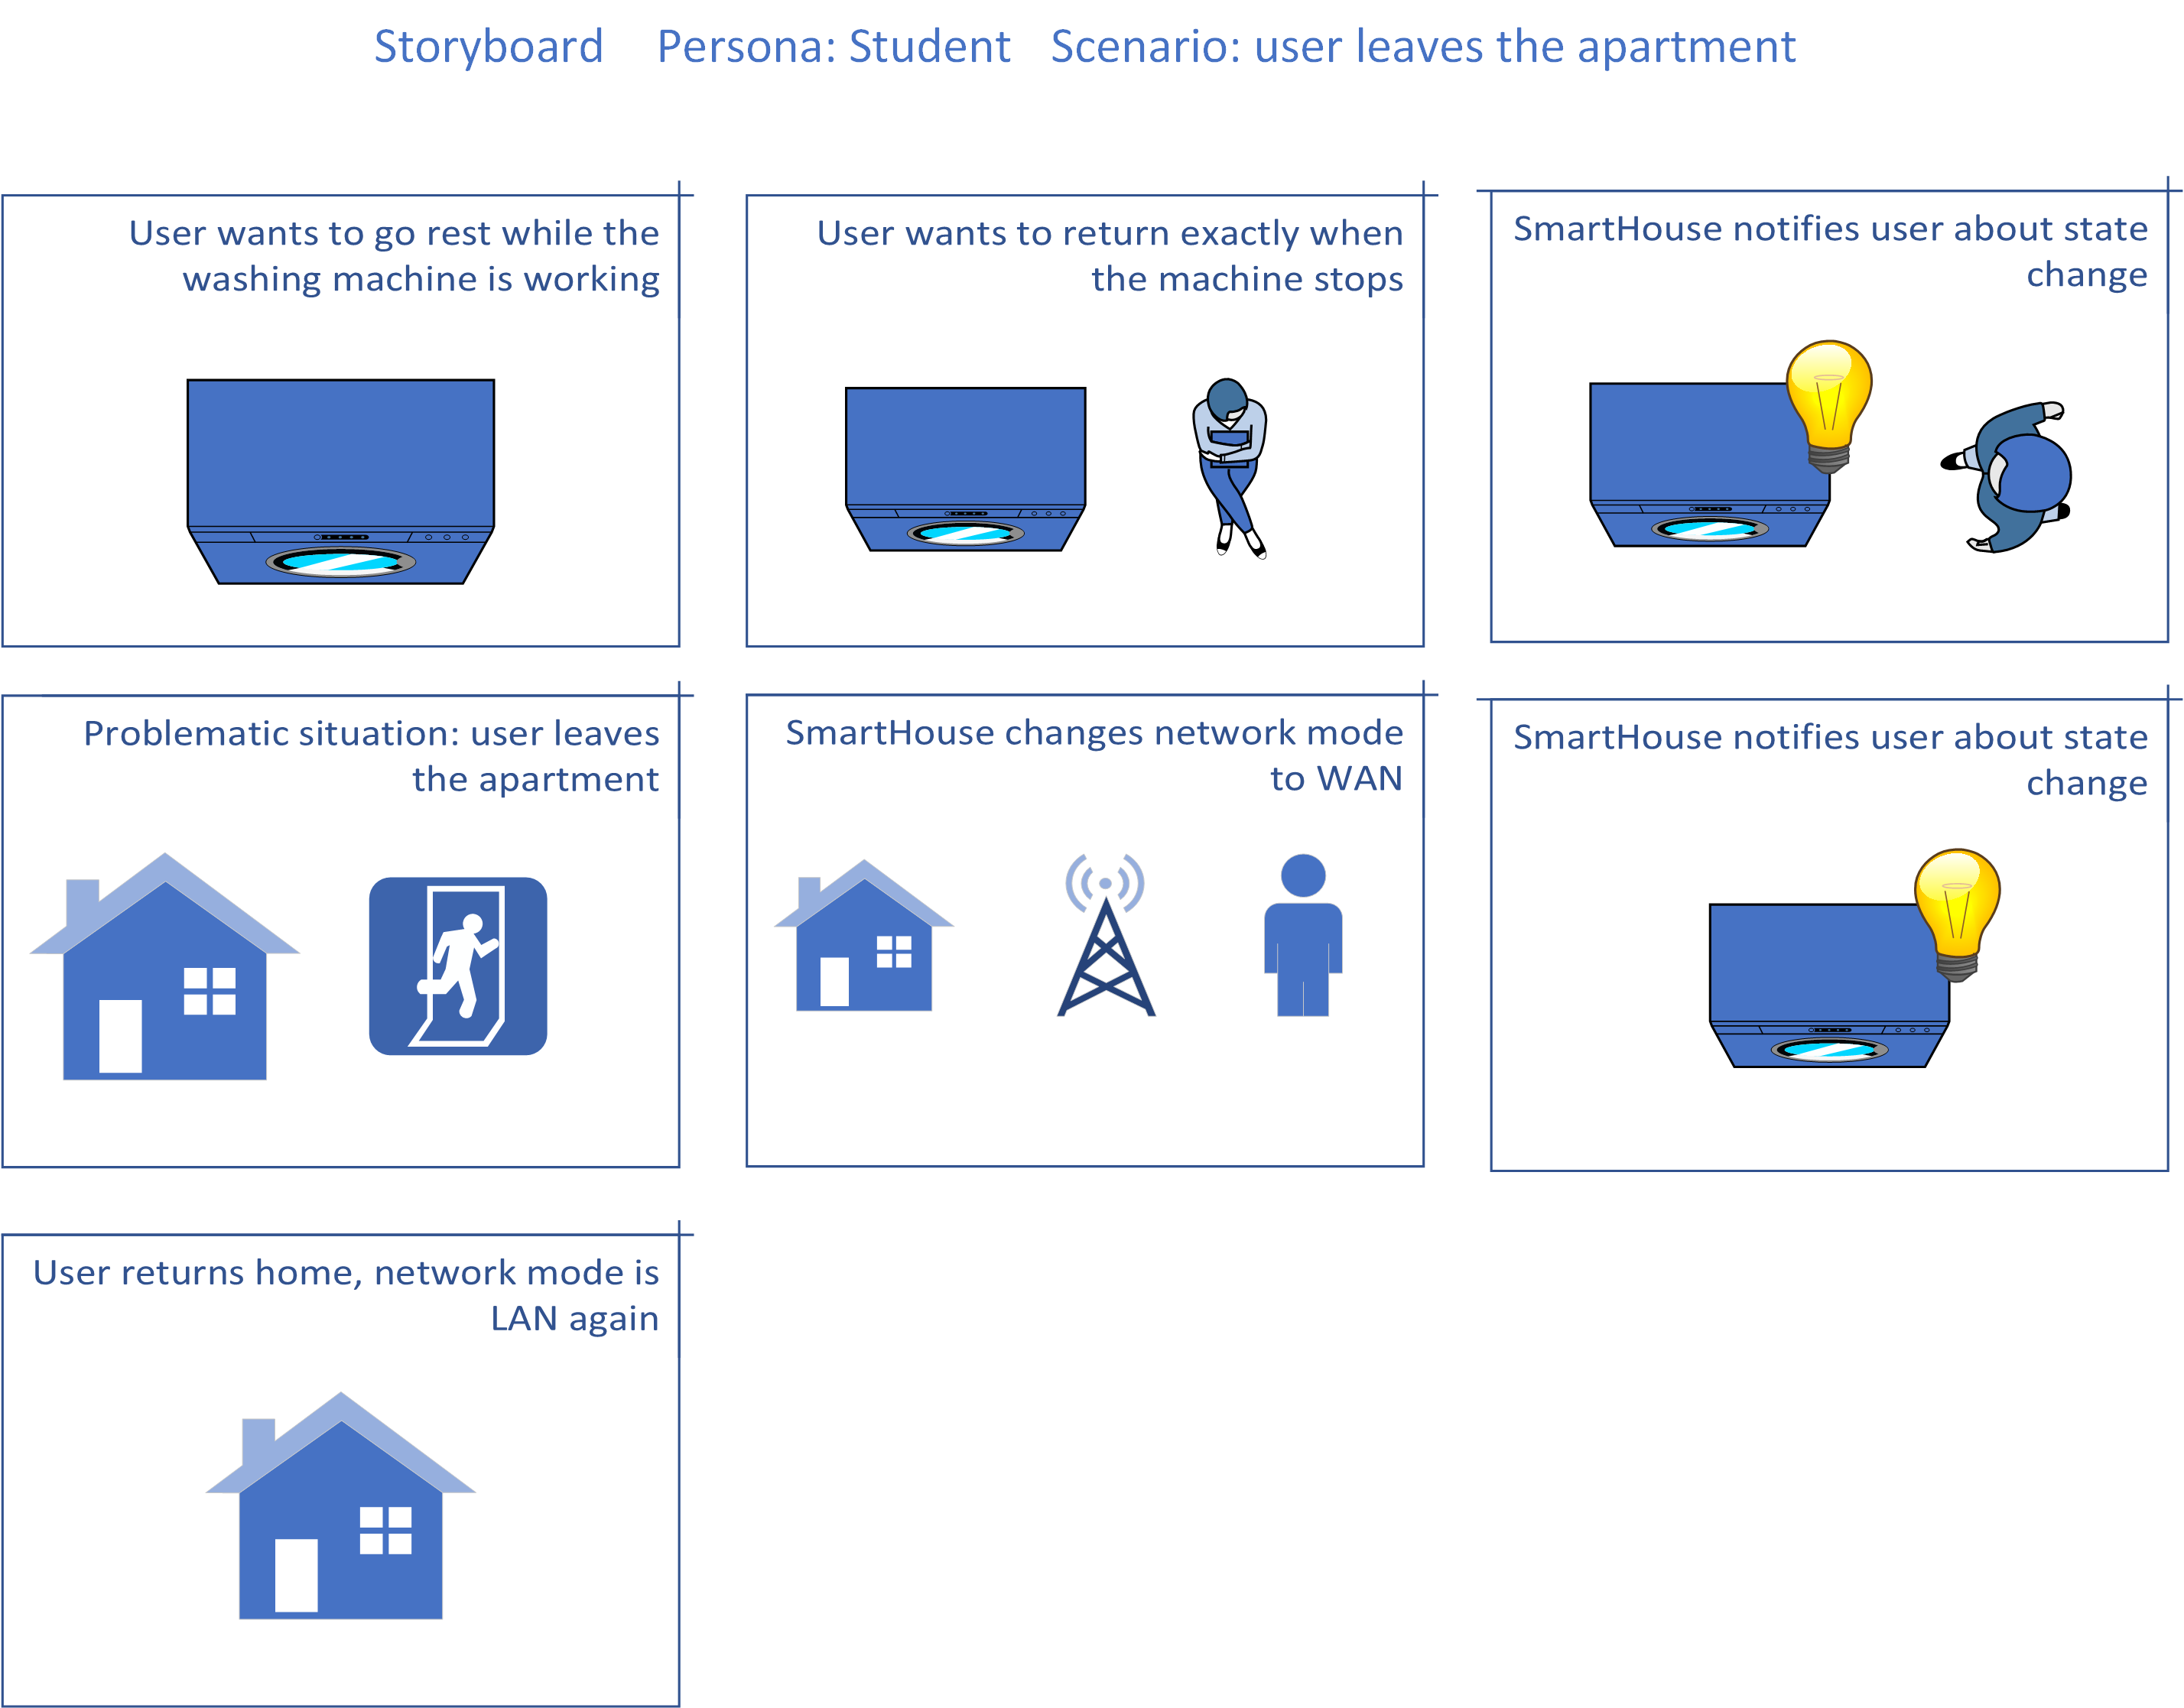 Storyboard Persona: Student Scenario: user leaves the apartment
User wants to go rest while the
washing machine is working
User wants to return exactly when
the machine stops
SmartHouse notifies user about state
change
Problematic situation: user leaves
the apartment
SmartHouse changes network mode
to WAN
SmartHouse notifies user about state
change
User returns home, network mode is
LAN again